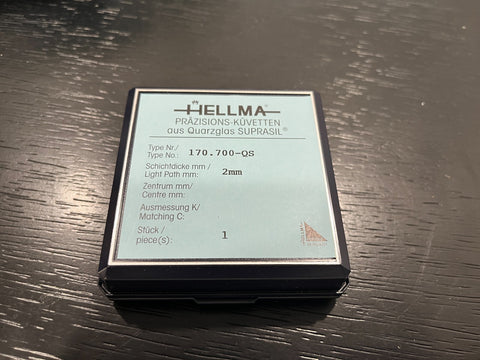 HELLMA®
PRÄZISIONS-KÜVETTEN
aus Quarzglas SUPRASIL®
Type Nr./
Type No.: 170.700-QS
Schichtdicke mm/
Light Path mm: 2mm
Zentrum mm/
Centre mm:
Ausmessung K/
Matching C:
Stück/
piece(s): 1
HELLMA